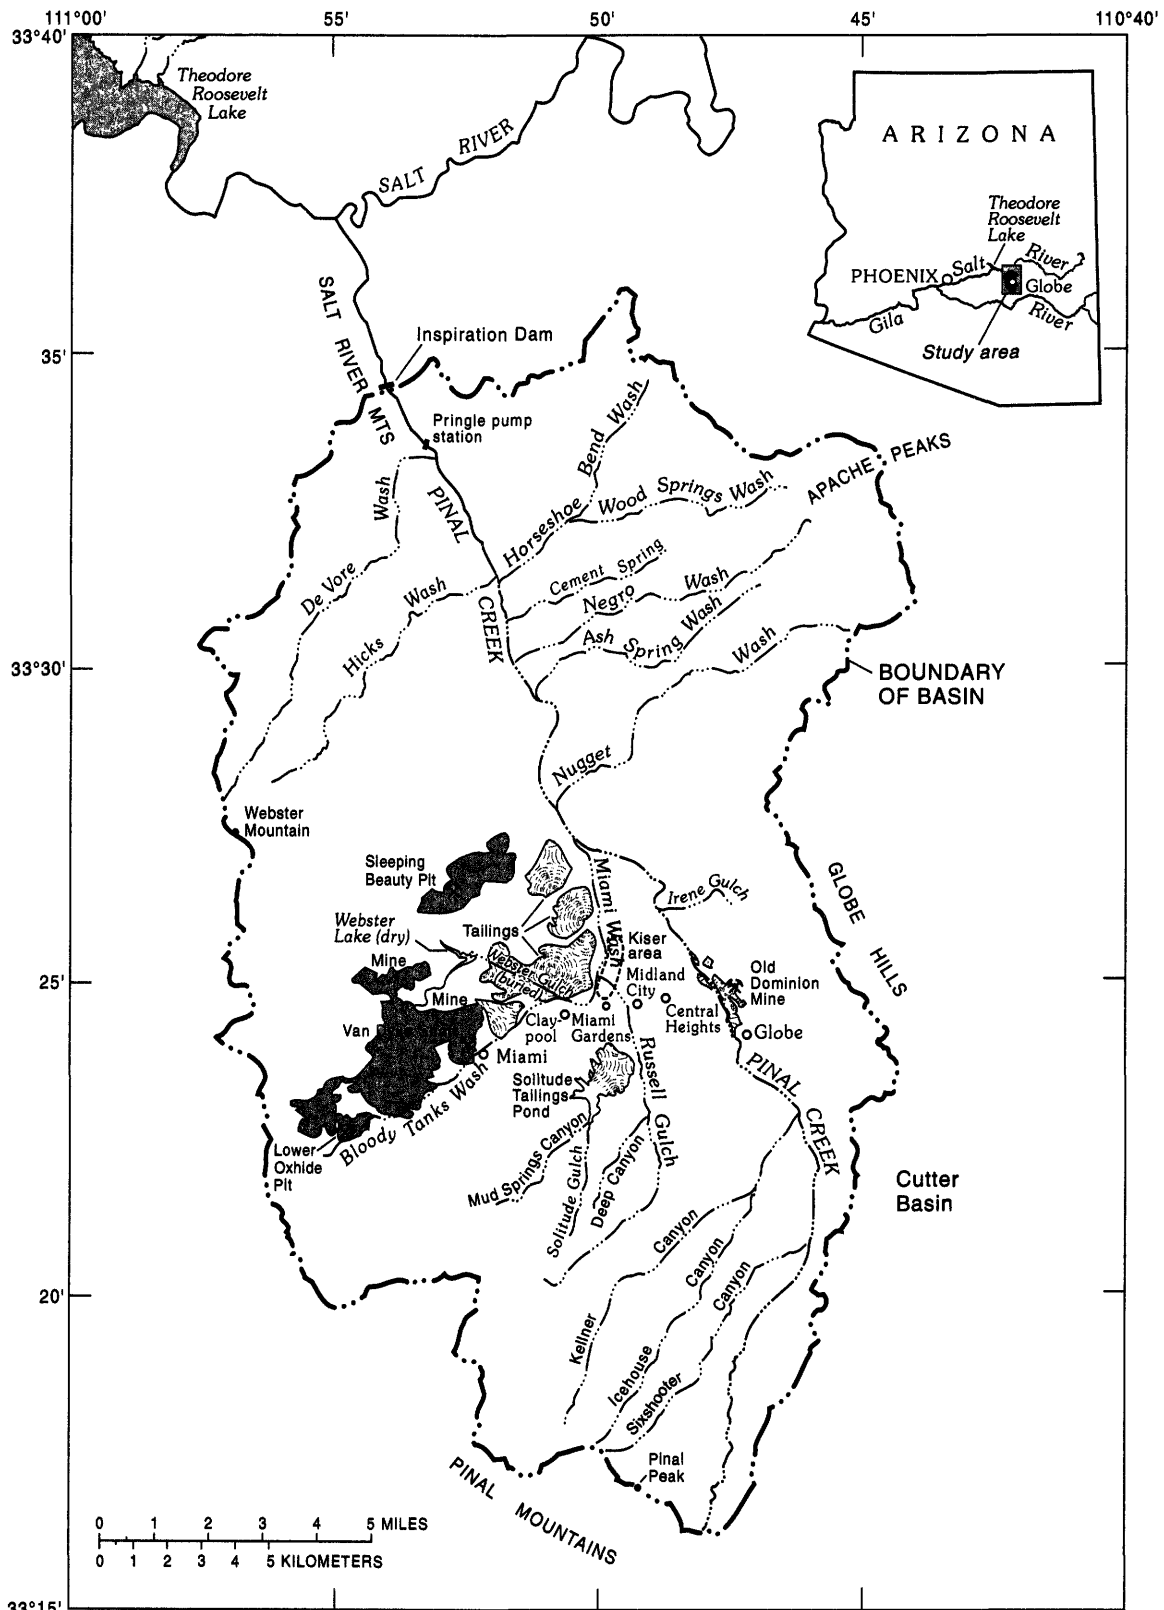 111°00'
55'
50'
45'
110°40'
33°40'
Theodore
Roosevelt
Lake
SALT RIVER
ARIZONA
Theodore
Roosevelt
Lake
PHOENIX
Salt River
Globe
Gila River
Study area
SALT RIVER MTS
Inspiration Dam
35'
Pringle pump
station
PINAL CREEK
De Vore Wash
Hicks Wash
Horseshoe Bend Wash
Wood Springs Wash
APACHE PEAKS
Cement Spring
Negro Wash
Ash Spring Wash
Nugget Wash
33°30'
BOUNDARY
OF BASIN
Webster
Mountain
Sleeping
Beauty Pit
Miami Wash
Irene Gulch
GLOBE HILLS
Webster
Lake (dry)
Tailings
Kiser
area
Mine
Webster Gulch
(buried)
Midland
City
Old
Dominion
Mine
25'
Mine
Van
Clay-
pool
Miami
Gardens
Central
Heights
Globe
Miami
Solitude
Tailings
Pond
Russell Gulch
PINAL CREEK
Bloody Tanks Wash
Lower
Oxhide
Pit
Mud Springs Canyon
Solitude Gulch
Deep Canyon
Cutter
Basin
Kellner Canyon
Icehouse Canyon
Sixshooter Canyon
20'
Pinal
Peak
PINAL MOUNTAINS
0 1 2 3 4 5 MILES
0 1 2 3 4 5 KILOMETERS
33°15'